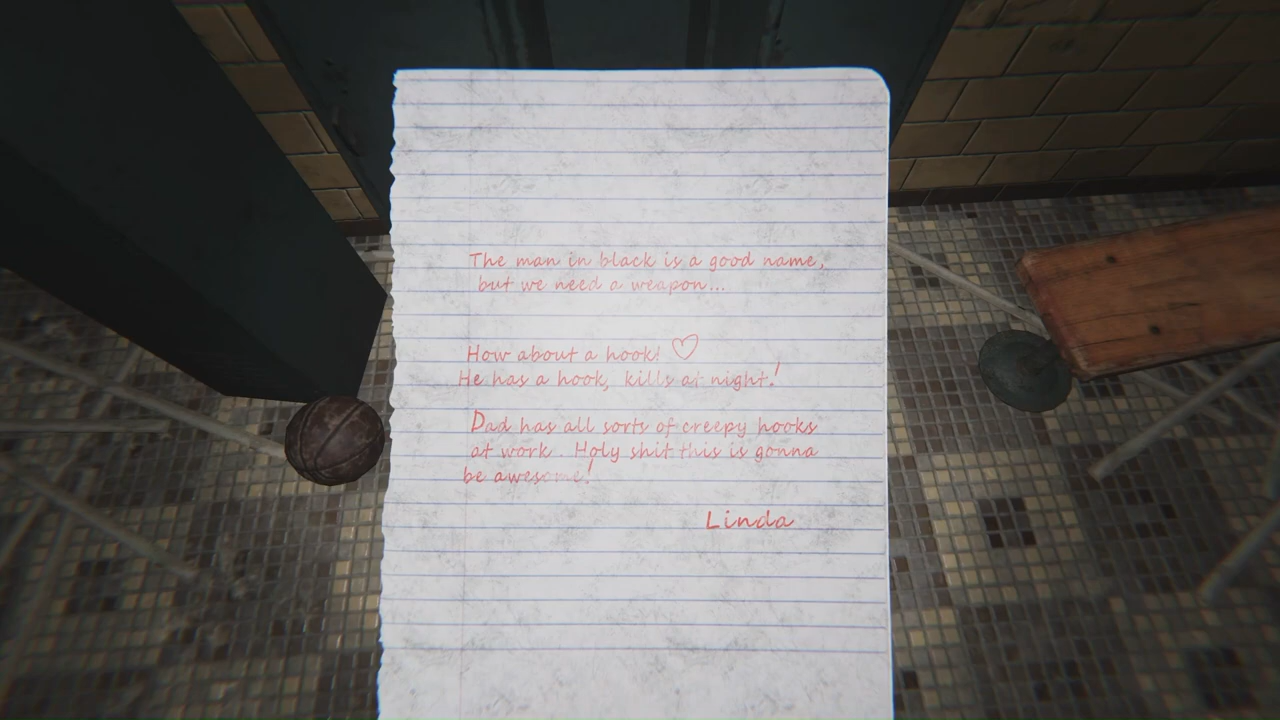 The man in black is a good name,
but we need a weapon...
How about a hook! ♡
He has a hook, kills at night!
Dad has all sorts of creepy hooks
at work. Holy shit this is gonna
be awesome!
Linda